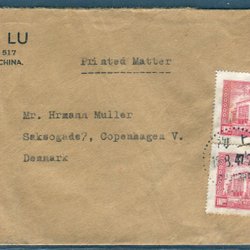 LU
517
CHINA.
Printed Matter
Mr. Hrmann Muller
Saksogade7, Copenhagen V.
Denmark